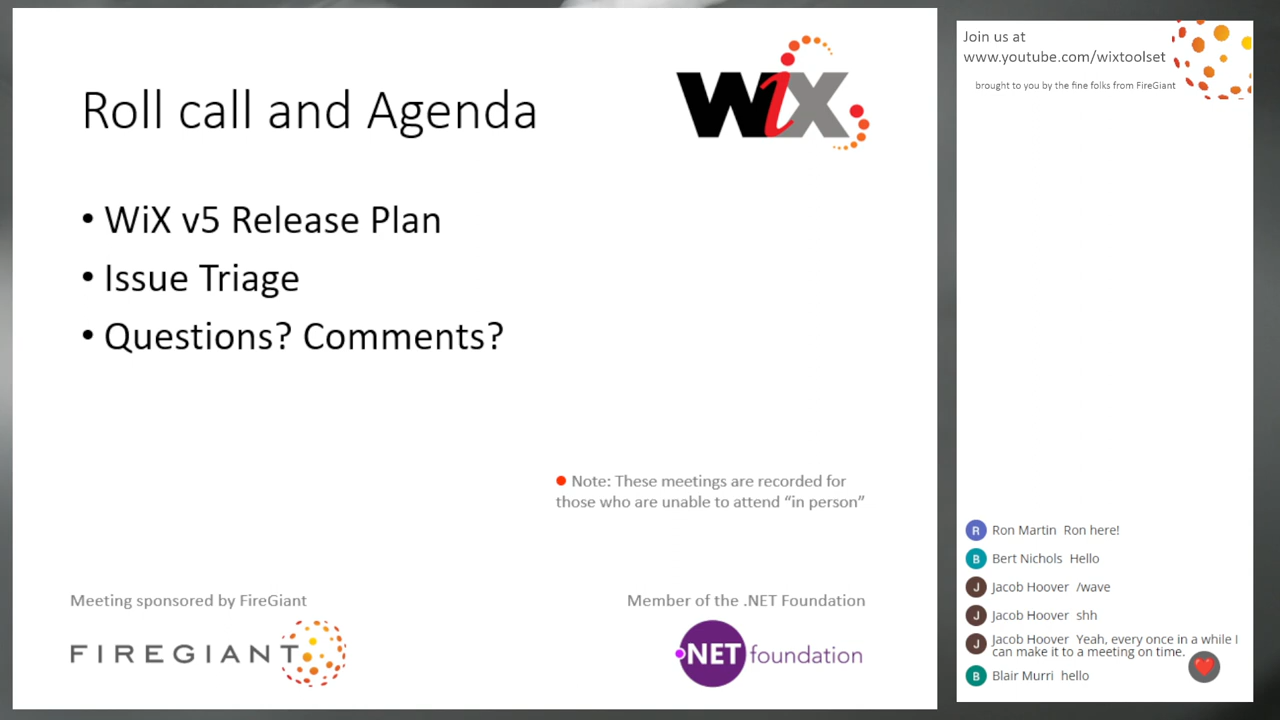 Roll call and Agenda
WiX
• WiX v5 Release Plan
• Issue Triage
• Questions? Comments?
Note: These meetings are recorded for
those who are unable to attend “in person”
Meeting sponsored by FireGiant
FIREGIANT
Member of the .NET Foundation
.NET foundation
Join us at
www.youtube.com/wixtoolset
brought to you by the fine folks from FireGiant
R Ron Martin Ron here!
B Bert Nichols Hello
J Jacob Hoover /wave
J Jacob Hoover shh
J Jacob Hoover Yeah, every once in a while I
can make it to a meeting on time.
B Blair Murri hello